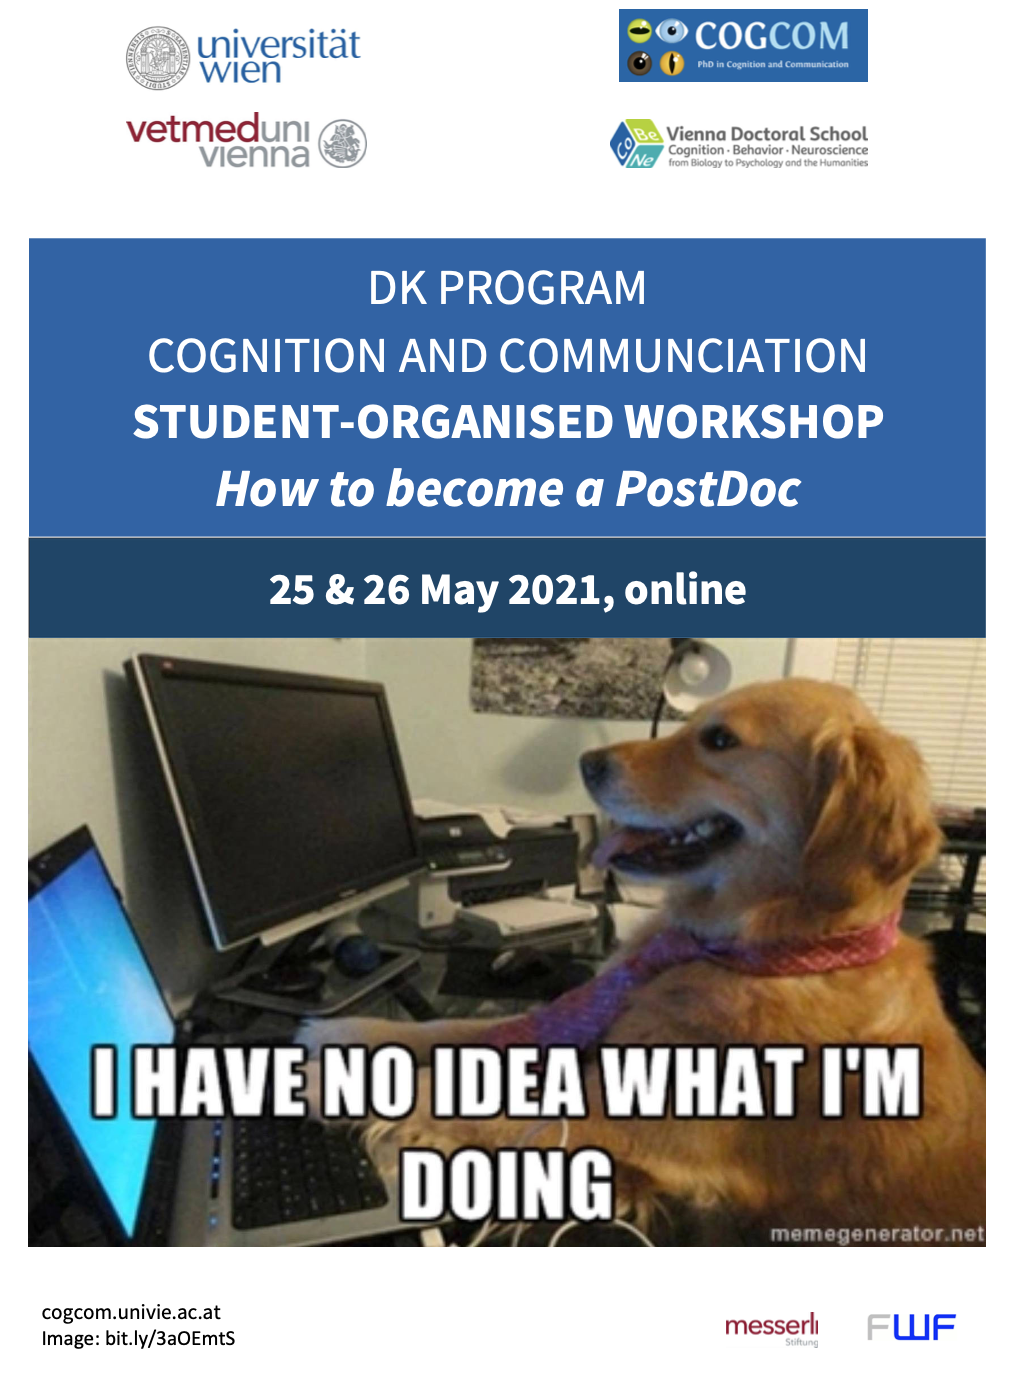 universität
wien
COGCOM
PhD in Cognition and Communication
vetmeduni
vienna
CoBeNe
Vienna Doctoral School
Cognition · Behavior · Neuroscience
from Biology to Psychology and the Humanities
DK PROGRAM
COGNITION AND COMMUNCIATION
STUDENT-ORGANISED WORKSHOP
How to become a PostDoc
25 & 26 May 2021, online
I HAVE NO IDEA WHAT I'M
DOING
memegenerator.net
cogcom.univie.ac.at
Image: bit.ly/3aOEmtS
messerli
Stiftung
FWF